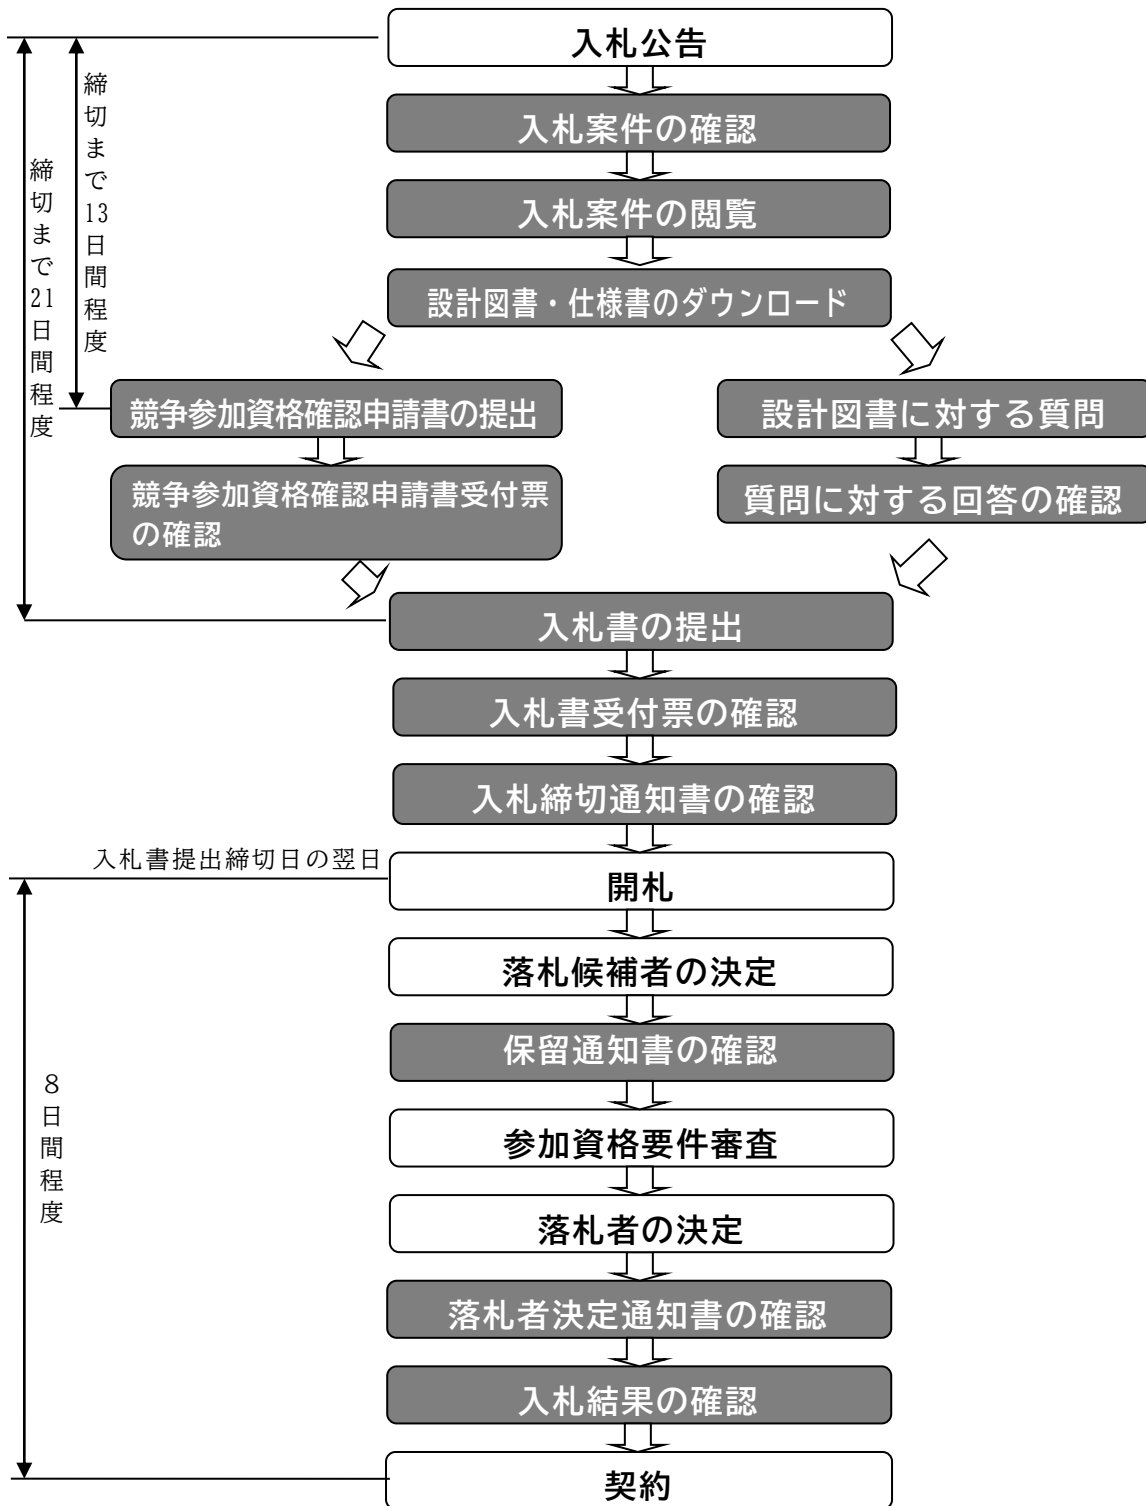 入札公告
入札案件の確認
入札案件の閲覧
設計図書・仕様書のダウンロード
締切まで13日間程度
締切まで21日間程度
競争参加資格確認申請書の提出
設計図書に対する質問
競争参加資格確認申請書受付票
の確認
質問に対する回答の確認
入札書の提出
入札書受付票の確認
入札締切通知書の確認
入札書提出締切日の翌日
開札
落札候補者の決定
保留通知書の確認
8日間程度
参加資格要件審査
落札者の決定
落札者決定通知書の確認
入札結果の確認
契約